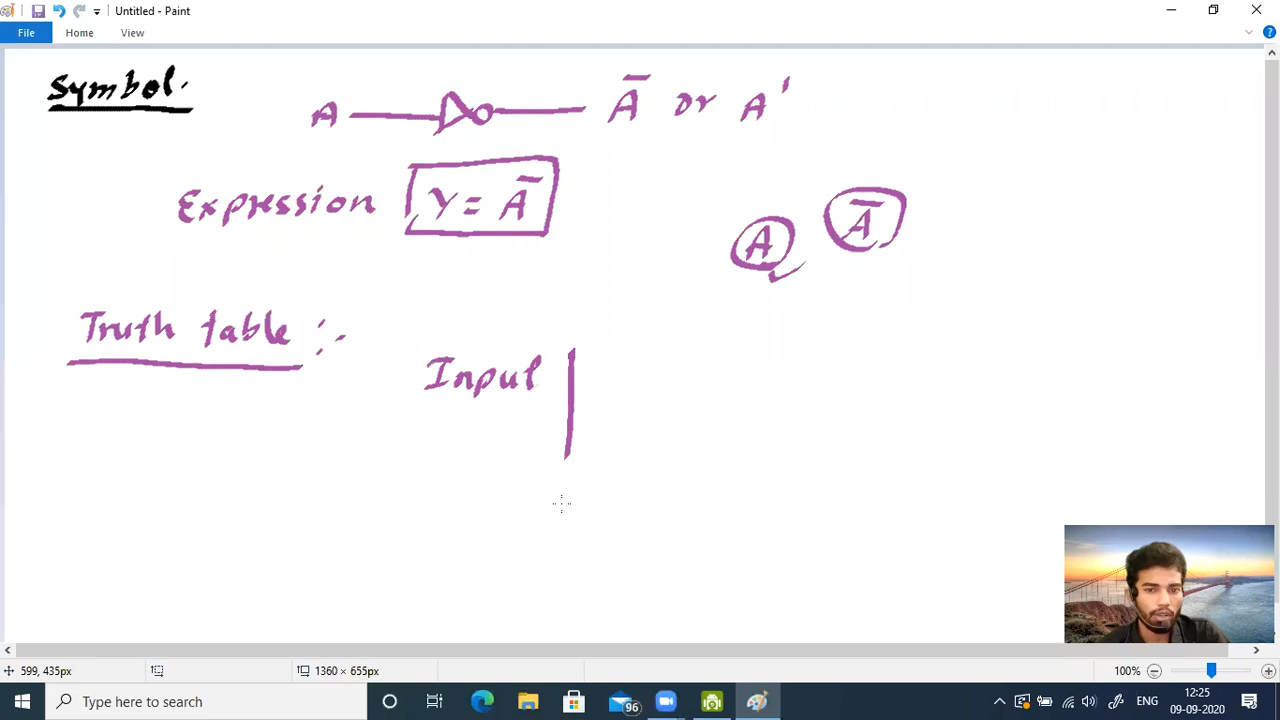 Untitled - Paint
File Home View
Symbol.
A Ā or A'
Expression Y = Ā
A Ā
Truth table :-
Input
599, 435px 1360 × 655px 100%
Type here to search 96 ENG 12:25
09-09-2020